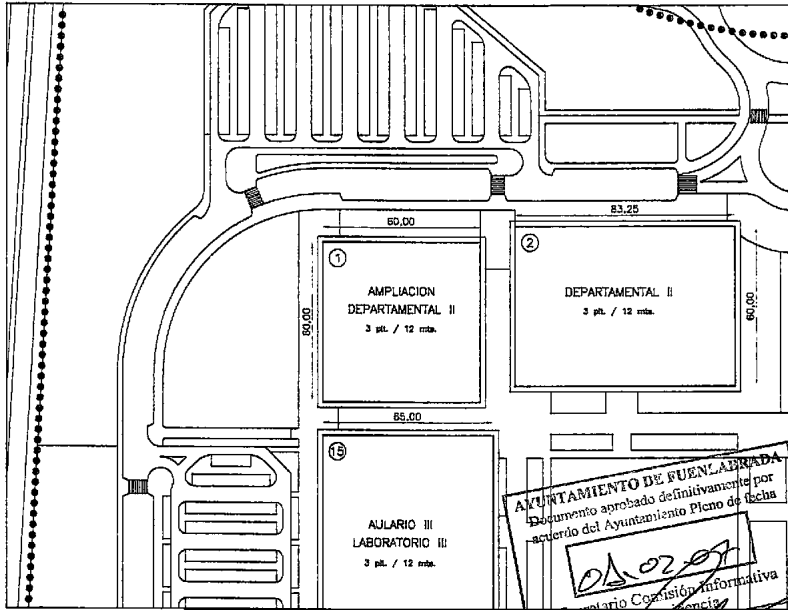 60,00
83,25
1
AMPLIACION
DEPARTAMENTAL II
3 plt. / 12 mts.
60,00
2
DEPARTAMENTAL II
3 plt. / 12 mts.
60,00
65,00
15
AULARIO III
LABORATORIO III
3 plt. / 12 mts.
AYUNTAMIENTO DE FUENLABRADA
Documento aprobado definitivamente por
acuerdo del Ayuntamiento Pleno de fecha
Comisión Informativa